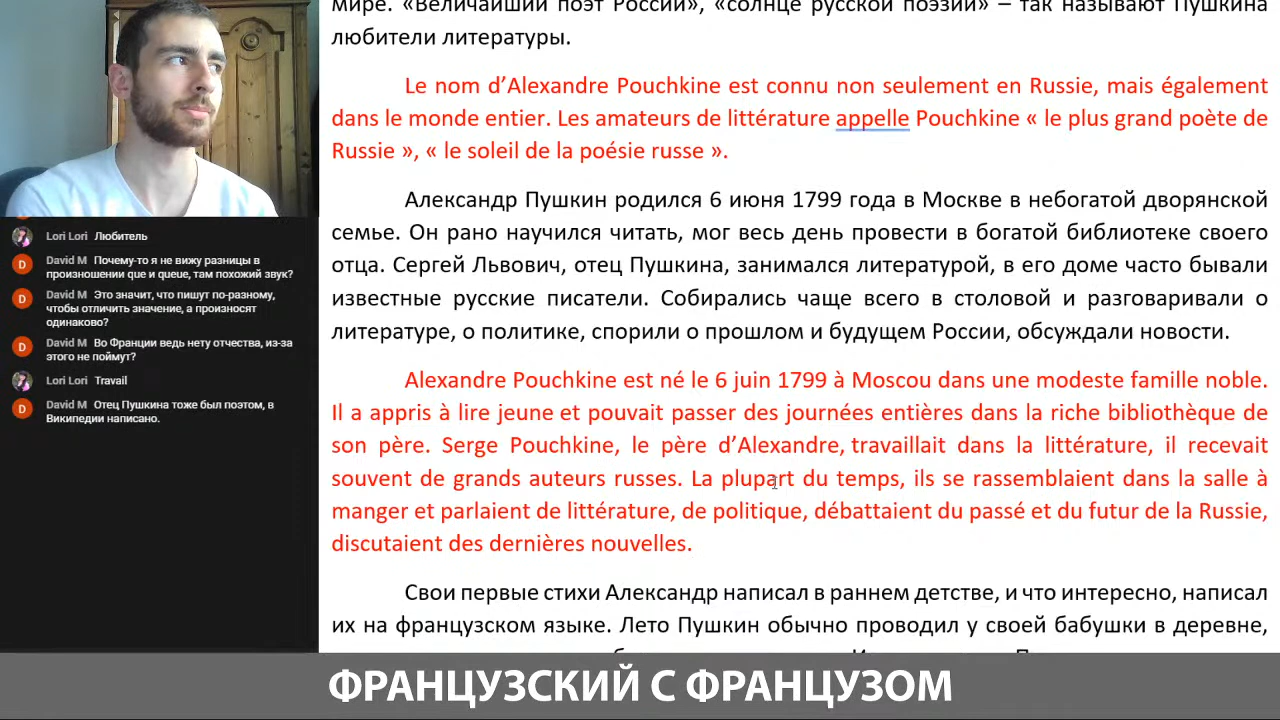 мире. «Величайший поэт России», «солнце русской поэзии» – так называют Пушкина
любители литературы.
Le nom d’Alexandre Pouchkine est connu non seulement en Russie, mais également
dans le monde entier. Les amateurs de littérature appelle Pouchkine « le plus grand poète de
Russie », « le soleil de la poésie russe ».
Александр Пушкин родился 6 июня 1799 года в Москве в небогатой дворянской
семье. Он рано научился читать, мог весь день провести в богатой библиотеке своего
отца. Сергей Львович, отец Пушкина, занимался литературой, в его доме часто бывали
известные русские писатели. Собирались чаще всего в столовой и разговаривали о
литературе, о политике, спорили о прошлом и будущем России, обсуждали новости.
Alexandre Pouchkine est né le 6 juin 1799 à Moscou dans une modeste famille noble.
Il a appris à lire jeune et pouvait passer des journées entières dans la riche bibliothèque de
son père. Serge Pouchkine, le père d’Alexandre, travaillait dans la littérature, il recevait
souvent de grands auteurs russes. La plupart du temps, ils se rassemblaient dans la salle à
manger et parlaient de littérature, de politique, débattaient du passé et du futur de la Russie,
discutaient des dernières nouvelles.
Свои первые стихи Александр написал в раннем детстве, и что интересно, написал
их на французском языке. Лето Пушкин обычно проводил у своей бабушки в деревне,
Lori Lori Любитель
D David M Почему-то я не вижу разницы в
произношении que и queue, там похожий звук?
D David M Это значит, что пишут по-разному,
чтобы отличить значение, а произносят
одинаково?
D David M Во Франции ведь нету отчества, из-за
этого не поймут?
Lori Lori Travail
D David M Отец Пушкина тоже был поэтом, в
Википедии написано.
ФРАНЦУЗСКИЙ С ФРАНЦУЗОМ